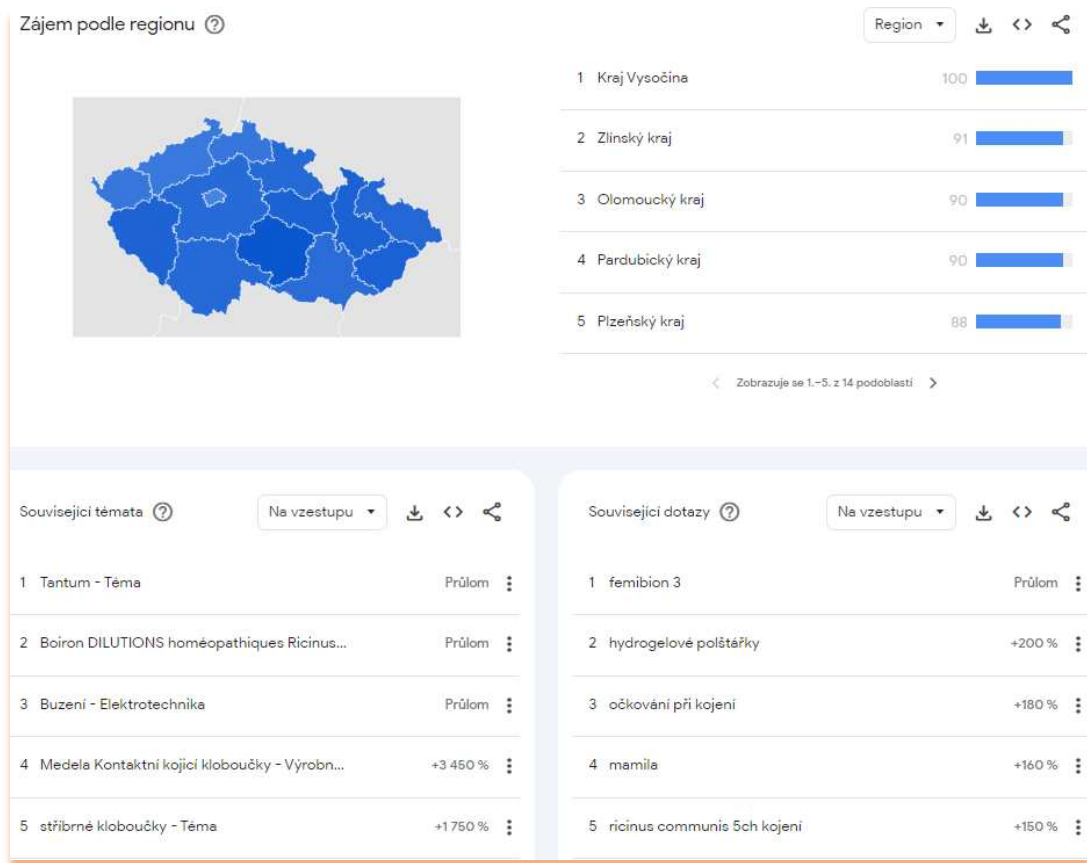 Zájem podle regionu
Region
1 Kraj Vysočina 100
2 Zlínský kraj 91
3 Olomoucký kraj 90
4 Pardubický kraj 90
5 Plzeňský kraj 88
Zobrazuje se 1.–5. z 14 podoblastí
Související témata
Na vzestupu
1 Tantum - Téma Průlom
2 Boiron DILUTIONS homéopathiques Ricinus... Průlom
3 Buzení - Elektrotechnika Průlom
4 Medela Kontaktní kojicí kloboučky - Výrobn... +3 450 %
5 stříbrné kloboučky - Téma +1 750 %
Související dotazy
Na vzestupu
1 femibion 3 Průlom
2 hydrogelové polštářky +200 %
3 očkování při kojení +180 %
4 mamila +160 %
5 ricinus communis 5ch kojení +150 %